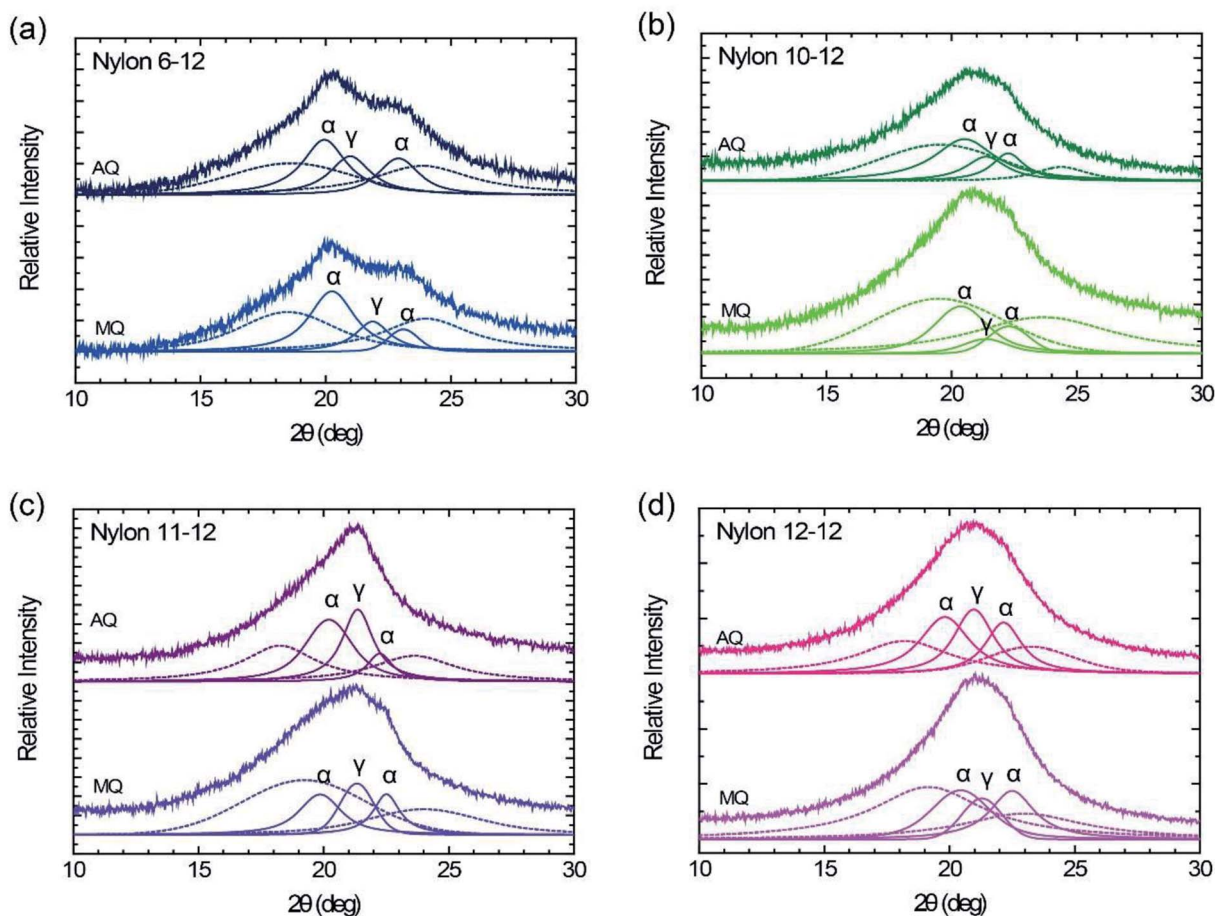 (a)
Nylon 6-12
AQ
α γ α
MQ
α γ α
Relative Intensity
10 15 20 25 30
2θ (deg)
(b)
Nylon 10-12
AQ
α γ α
MQ
α γ α
Relative Intensity
10 15 20 25 30
2θ (deg)
(c)
Nylon 11-12
AQ
α γ α
MQ
α γ α
Relative Intensity
10 15 20 25 30
2θ (deg)
(d)
Nylon 12-12
AQ
α γ α
MQ
α γ α
Relative Intensity
10 15 20 25 30
2θ (deg)